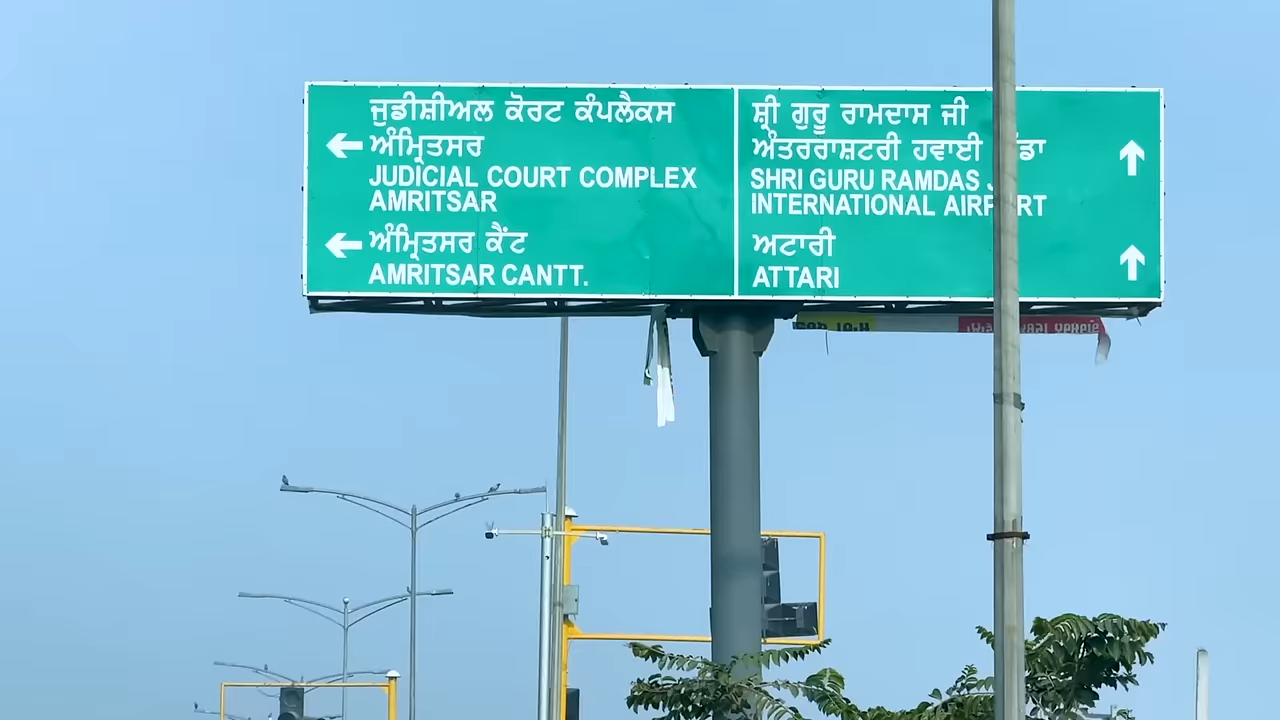 ਜੁਡੀਸ਼ੀਅਲ ਕੋਰਟ ਕੰਪਲੈਕਸ
ਅੰਮ੍ਰਿਤਸਰ
JUDICIAL COURT COMPLEX
AMRITSAR
ਅੰਮ੍ਰਿਤਸਰ ਕੈਂਟ
AMRITSAR CANTT.
ਸ਼੍ਰੀ ਗੁਰੂ ਰਾਮਦਾਸ ਜੀ
ਅੰਤਰਰਾਸ਼ਟਰੀ ਹਵਾਈ
SHRI GURU RAMDAS
INTERNATIONAL AIRPORT
ਅਟਾਰੀ
ATTARI